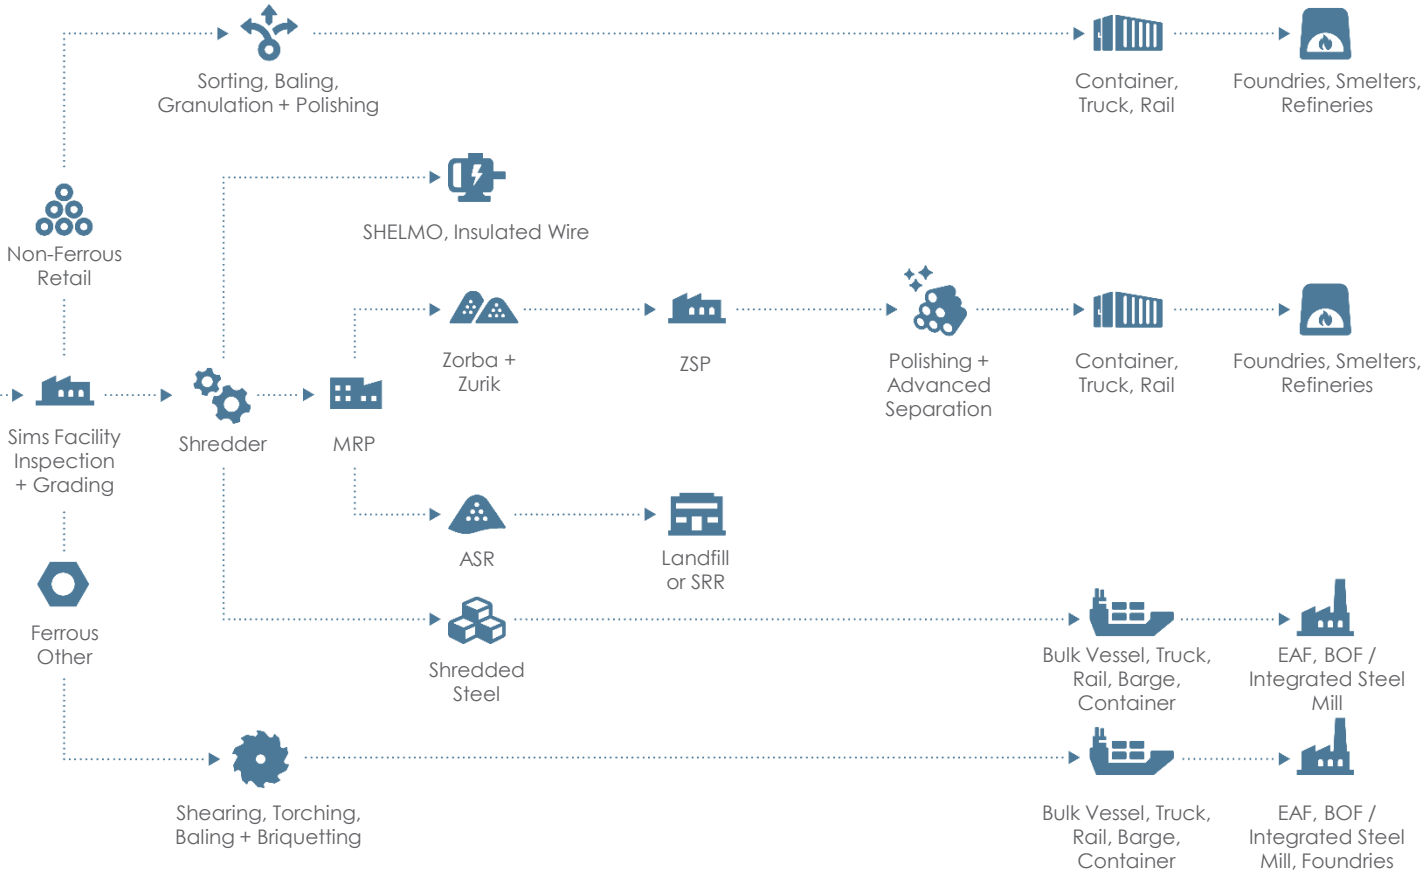 Sorting, Baling,
Granulation + Polishing
Container,
Truck, Rail
Foundries, Smelters,
Refineries
Non-Ferrous
Retail
SHELMO, Insulated Wire
Zorba +
Zurik
ZSP
Polishing +
Advanced
Separation
Container,
Truck, Rail
Foundries, Smelters,
Refineries
Sims Facility
Inspection
+ Grading
Shredder
MRP
ASR
Landfill
or SRR
Ferrous
Other
Shredded
Steel
Bulk Vessel, Truck,
Rail, Barge,
Container
EAF, BOF /
Integrated Steel
Mill
Shearing, Torching,
Baling + Briquetting
Bulk Vessel, Truck,
Rail, Barge,
Container
EAF, BOF /
Integrated Steel
Mill, Foundries